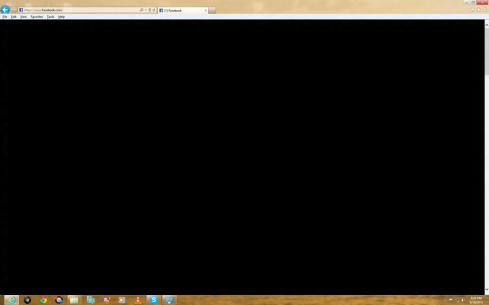 https://www.facebook.com/
(1) Facebook
File Edit View Favorites Tools Help